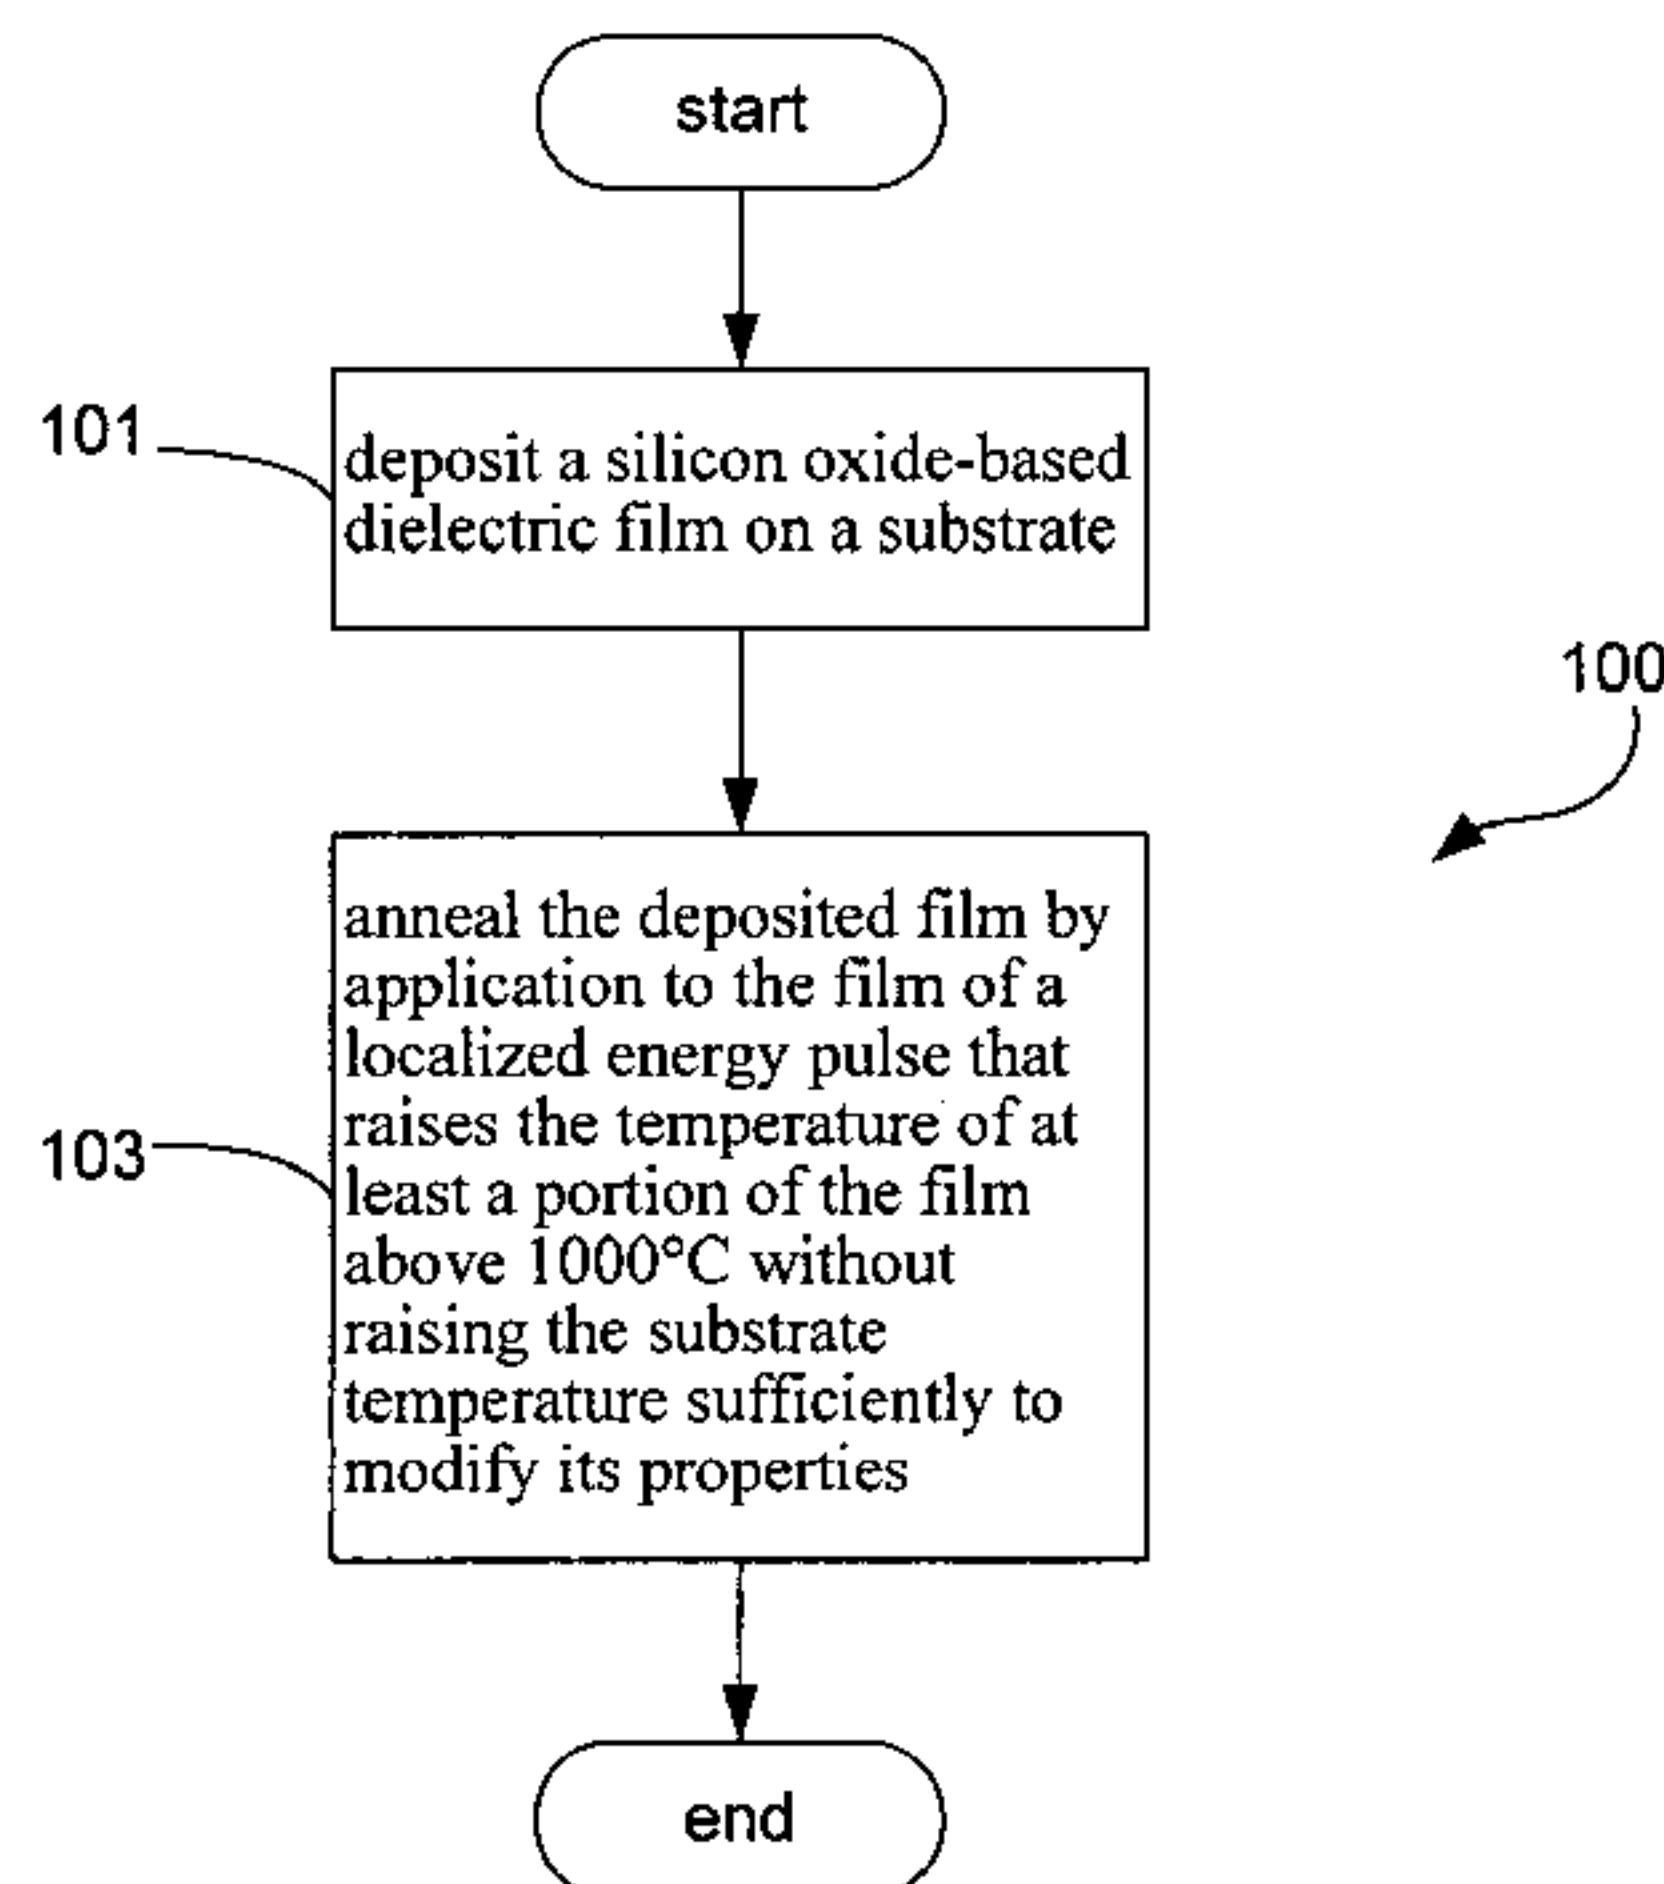 start
101
deposit a silicon oxide-based
dielectric film on a substrate
100
anneal the deposited film by
application to the film of a
localized energy pulse that
raises the temperature of at
least a portion of the film
above 1000°C without
raising the substrate
temperature sufficiently to
modify its properties
103
end